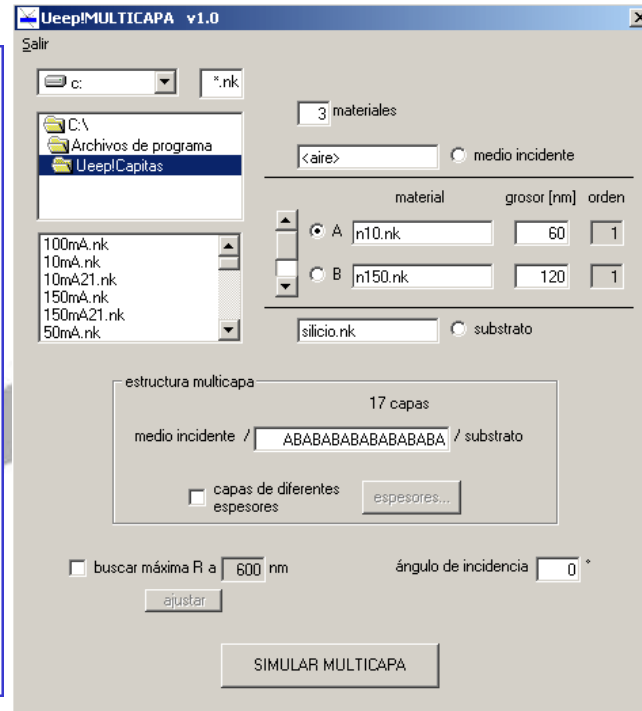 Ueep!MULTICAPA v1.0
Salir
c:
*.nk
C:\
Archivos de programa
Ueep!Capitas
100mA.nk
10mA.nk
10mA21.nk
150mA.nk
150mA21.nk
50mA.nk
3 materiales
<aire> medio incidente
material grosor [nm] orden
A n10.nk 60 1
B n150.nk 120 1
silicio.nk substrato
estructura multicapa
17 capas
medio incidente / ABABABABABABABABA / substrato
capas de diferentes
espesores
espesores...
buscar máxima R a 600 nm
ajustar
ángulo de incidencia 0 °
SIMULAR MULTICAPA